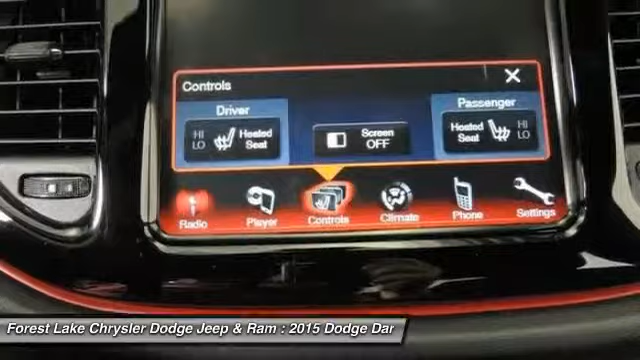 Controls
Driver
Passenger
HI
LO
Heated
Seat
Screen
OFF
Heated
Seat
HI
LO
Radio
Player
Controls
Climate
Phone
Settings
Forest Lake Chrysler Dodge Jeep & Ram : 2015 Dodge Dar